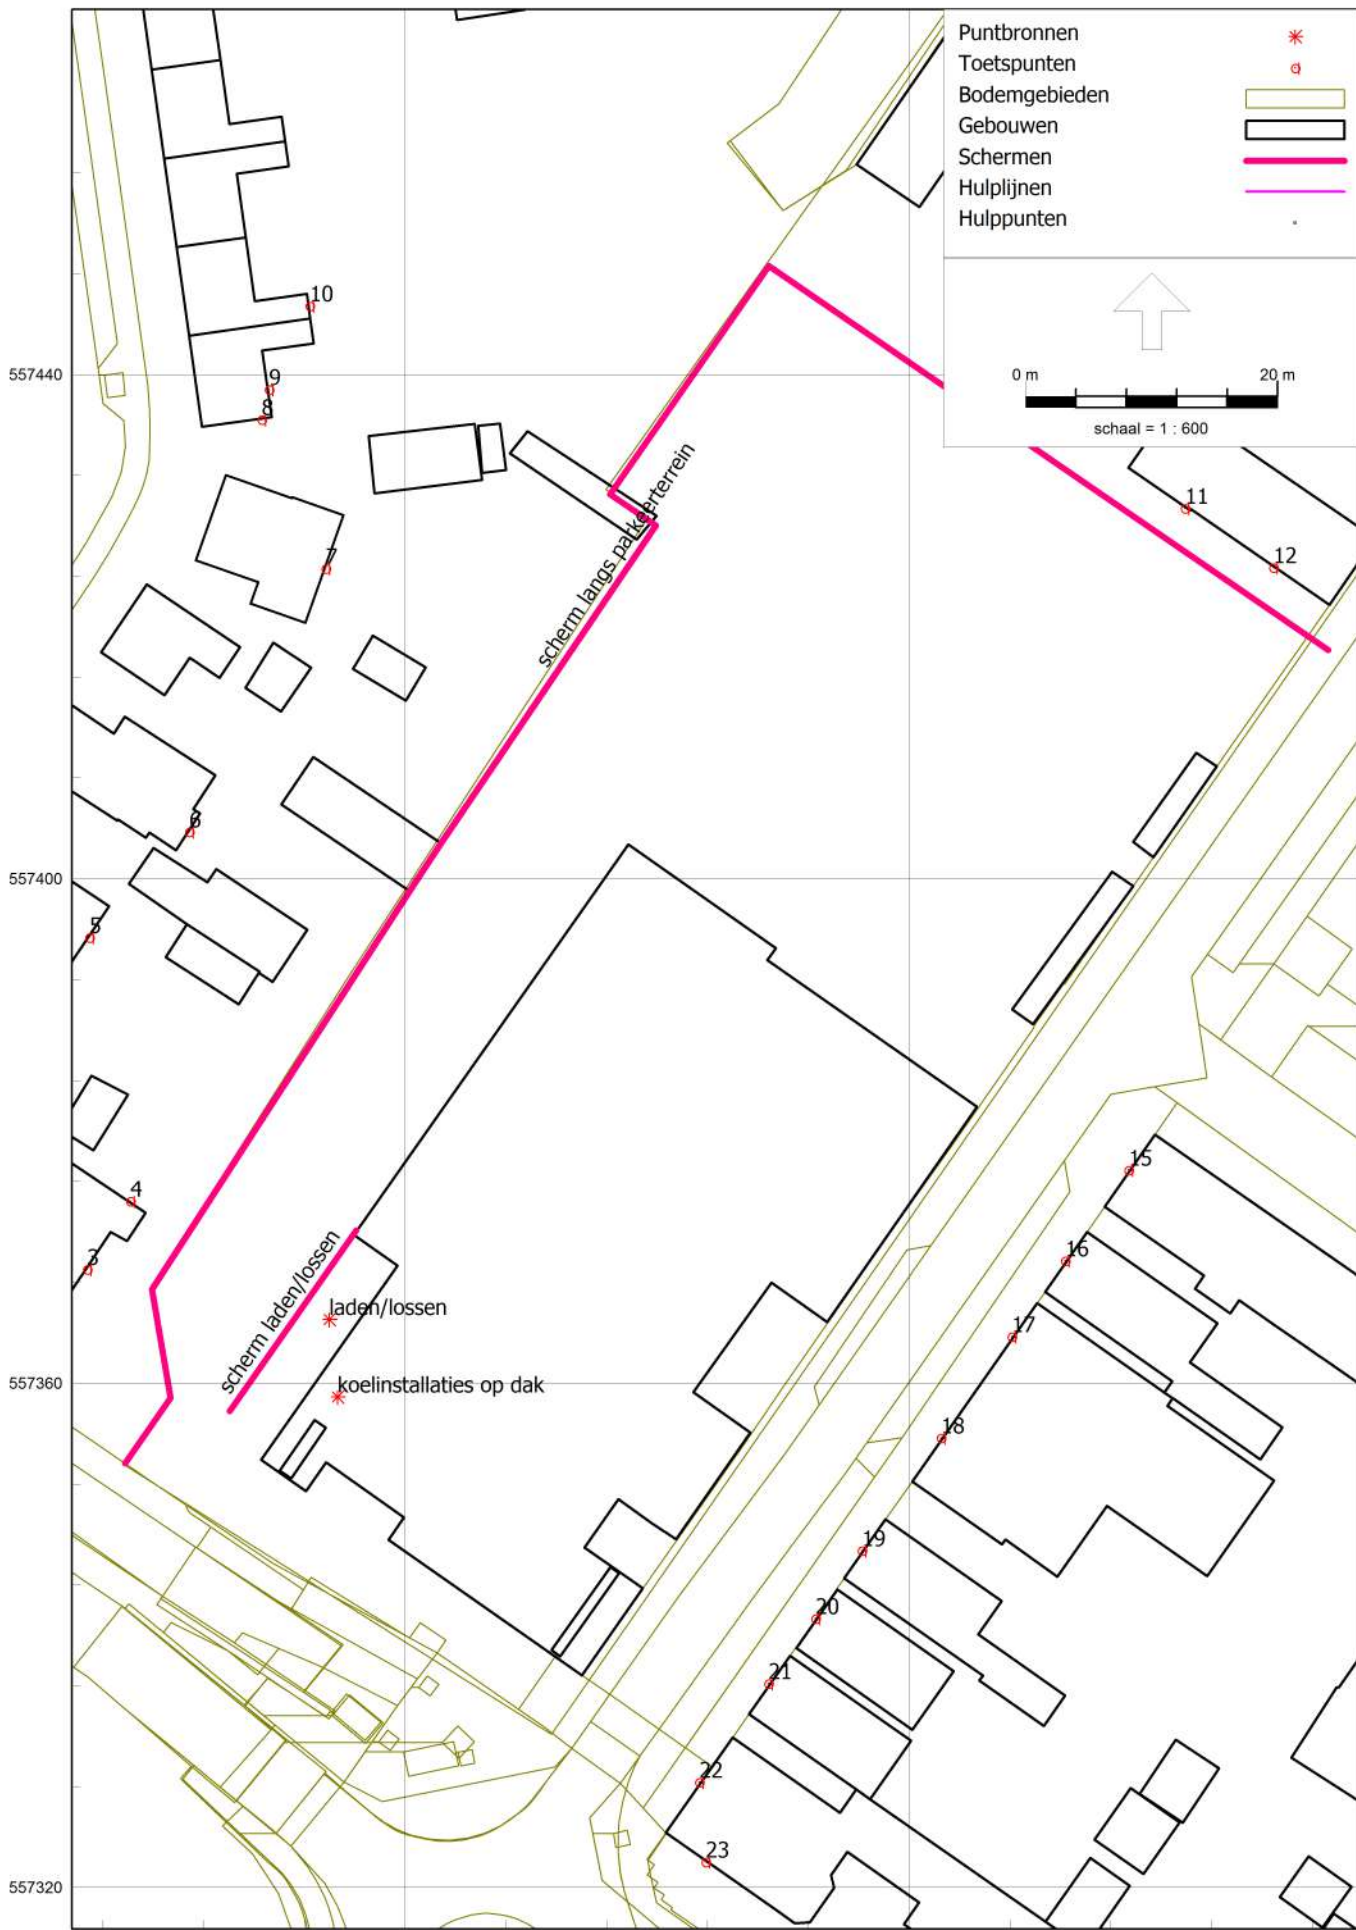 Puntbronnen
Toetspunten
Bodemgebieden
Gebouwen
Schermen
Hulplijnen
Hulppunten
0 m 20 m
schaal = 1 : 600
10
557440
9
8
scherm langs parkeerterrein
11
7
12
6
557400
5
15
4
16
3
scherm laden/lossen
laden/lossen
17
557360
koelinstallaties op dak
18
19
20
21
22
23
557320